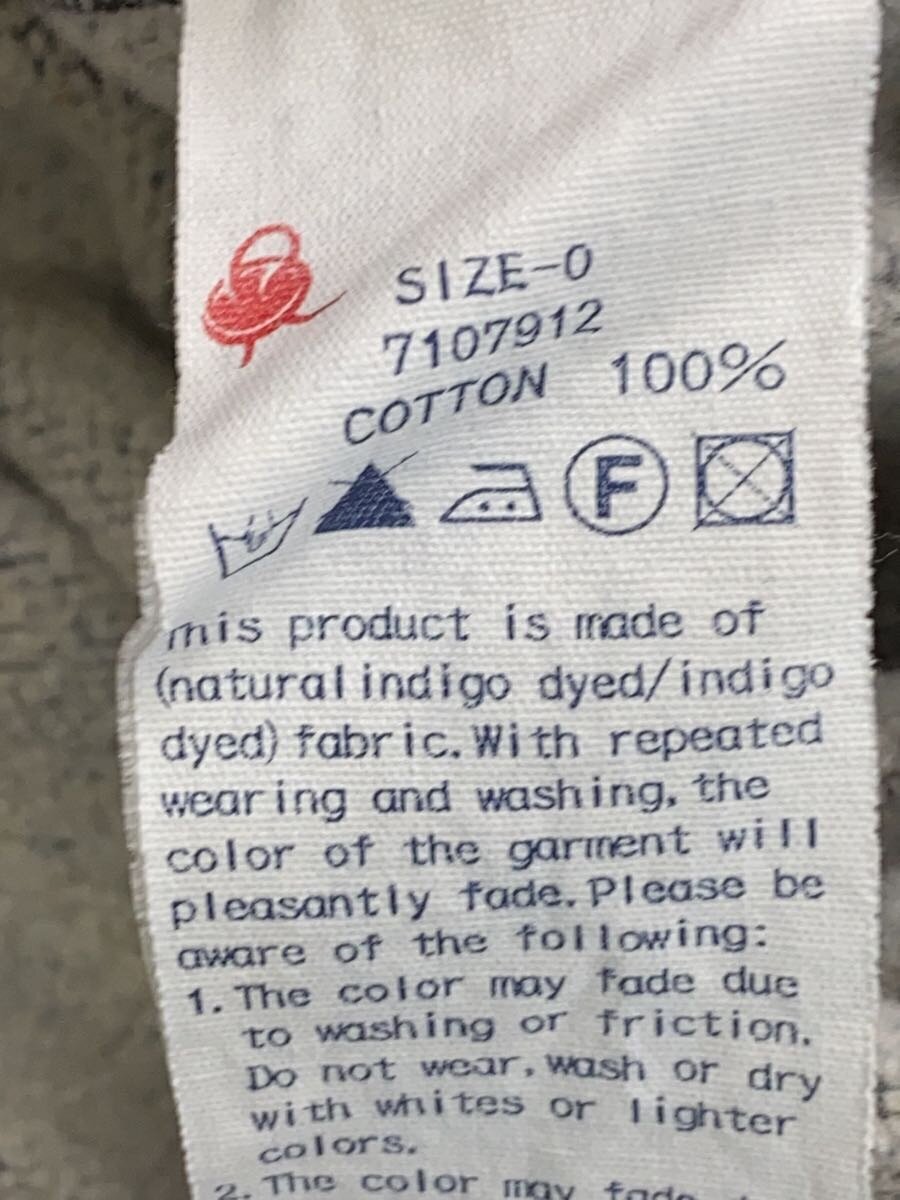 SIZE-0
7107912
COTTON 100%
F
This product is made of
(natural indigo dyed/indigo
dyed) fabric. With repeated
wearing and washing, the
color of the garment will
pleasantly fade. Please be
aware of the following:
1. The color may fade due
to washing or friction.
Do not wear, wash or dry
with whites or lighter
colors.
2. The color may fade